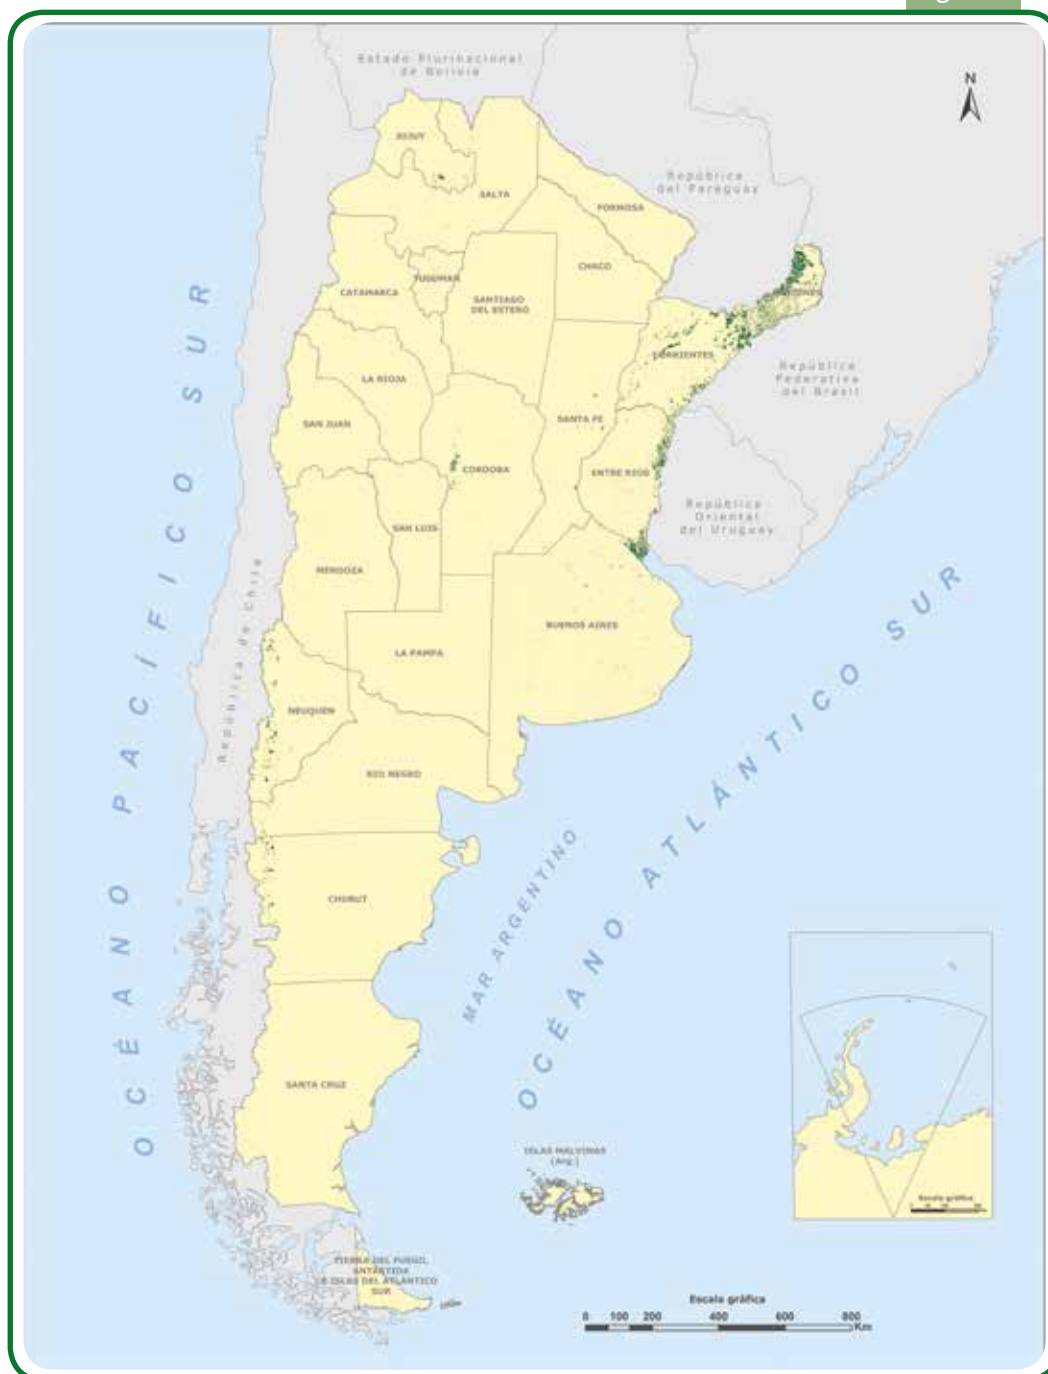 Estado Plurinacional
de Bolivia
N
JUJUY
República
del Paraguay
SALTA
FORMOSA
CHACO
TUCUMÁN
CATAMARCA
SANTIAGO
DEL ESTERO
MISIONES
CORRIENTES
República
Federativa
del Brasil
LA RIOJA
SANTA FE
SAN JUAN
CÓRDOBA
ENTRE RÍOS
República
Oriental
del Uruguay
SAN LUIS
MENDOZA
República de Chile
BUENOS AIRES
LA PAMPA
NEUQUÉN
RÍO NEGRO
CHUBUT
SANTA CRUZ
OCÉANO PACÍFICO SUR
MAR ARGENTINO
OCÉANO ATLÁNTICO SUR
ISLAS MALVINAS
(Arg.)
TIERRA DEL FUEGO,
ANTÁRTIDA
E ISLAS DEL ATLÁNTICO
SUR
Escala gráfica
Escala gráfica
0 100 200 400 600 800
Km